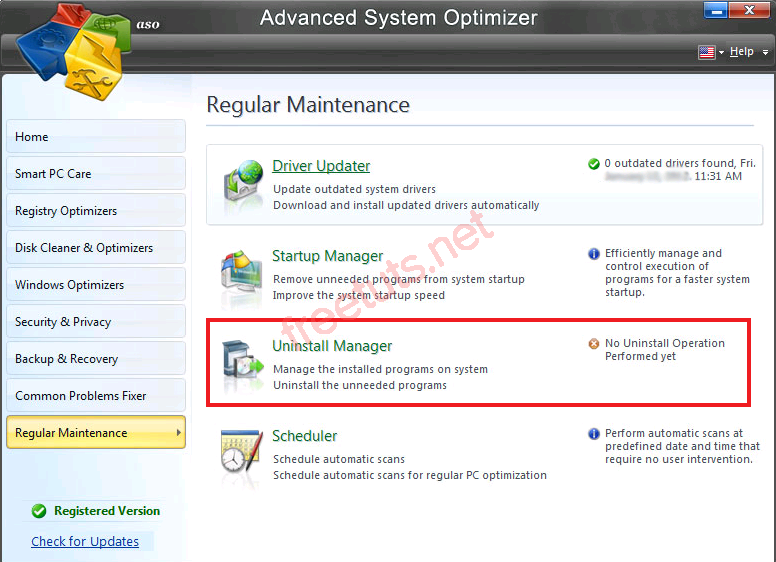 Advanced System Optimizer
aso
Help
Regular Maintenance
Home
Smart PC Care
Registry Optimizers
Disk Cleaner & Optimizers
Windows Optimizers
Security & Privacy
Backup & Recovery
Common Problems Fixer
Regular Maintenance
Registered Version
Check for Updates
Driver Updater
Update outdated system drivers
Download and install updated drivers automatically
0 outdated drivers found, Fri.
11:31 AM
Startup Manager
Remove unneeded programs from system startup
Improve the system startup speed
Efficiently manage and
control execution of
programs for a faster system
startup.
Uninstall Manager
Manage the installed programs on system
Uninstall the unneeded programs
No Uninstall Operation
Performed yet
Scheduler
Schedule automatic scans
Schedule automatic scans for regular PC optimization
Perform automatic scans at
predefined date and time that
require no user intervention.
freetuts.net